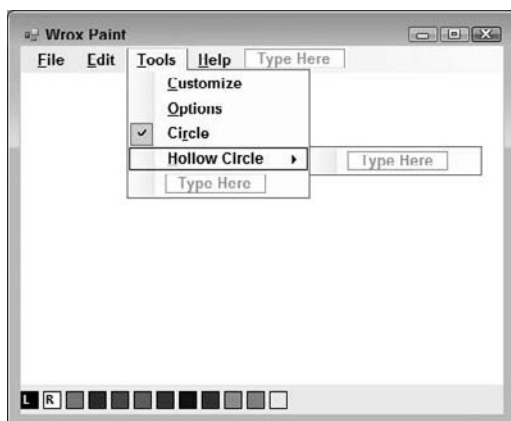 Wrox Paint
File Edit Tools Help Type Here
Customize
Options
Circle
Hollow Circle Type Here
Type Here
L R